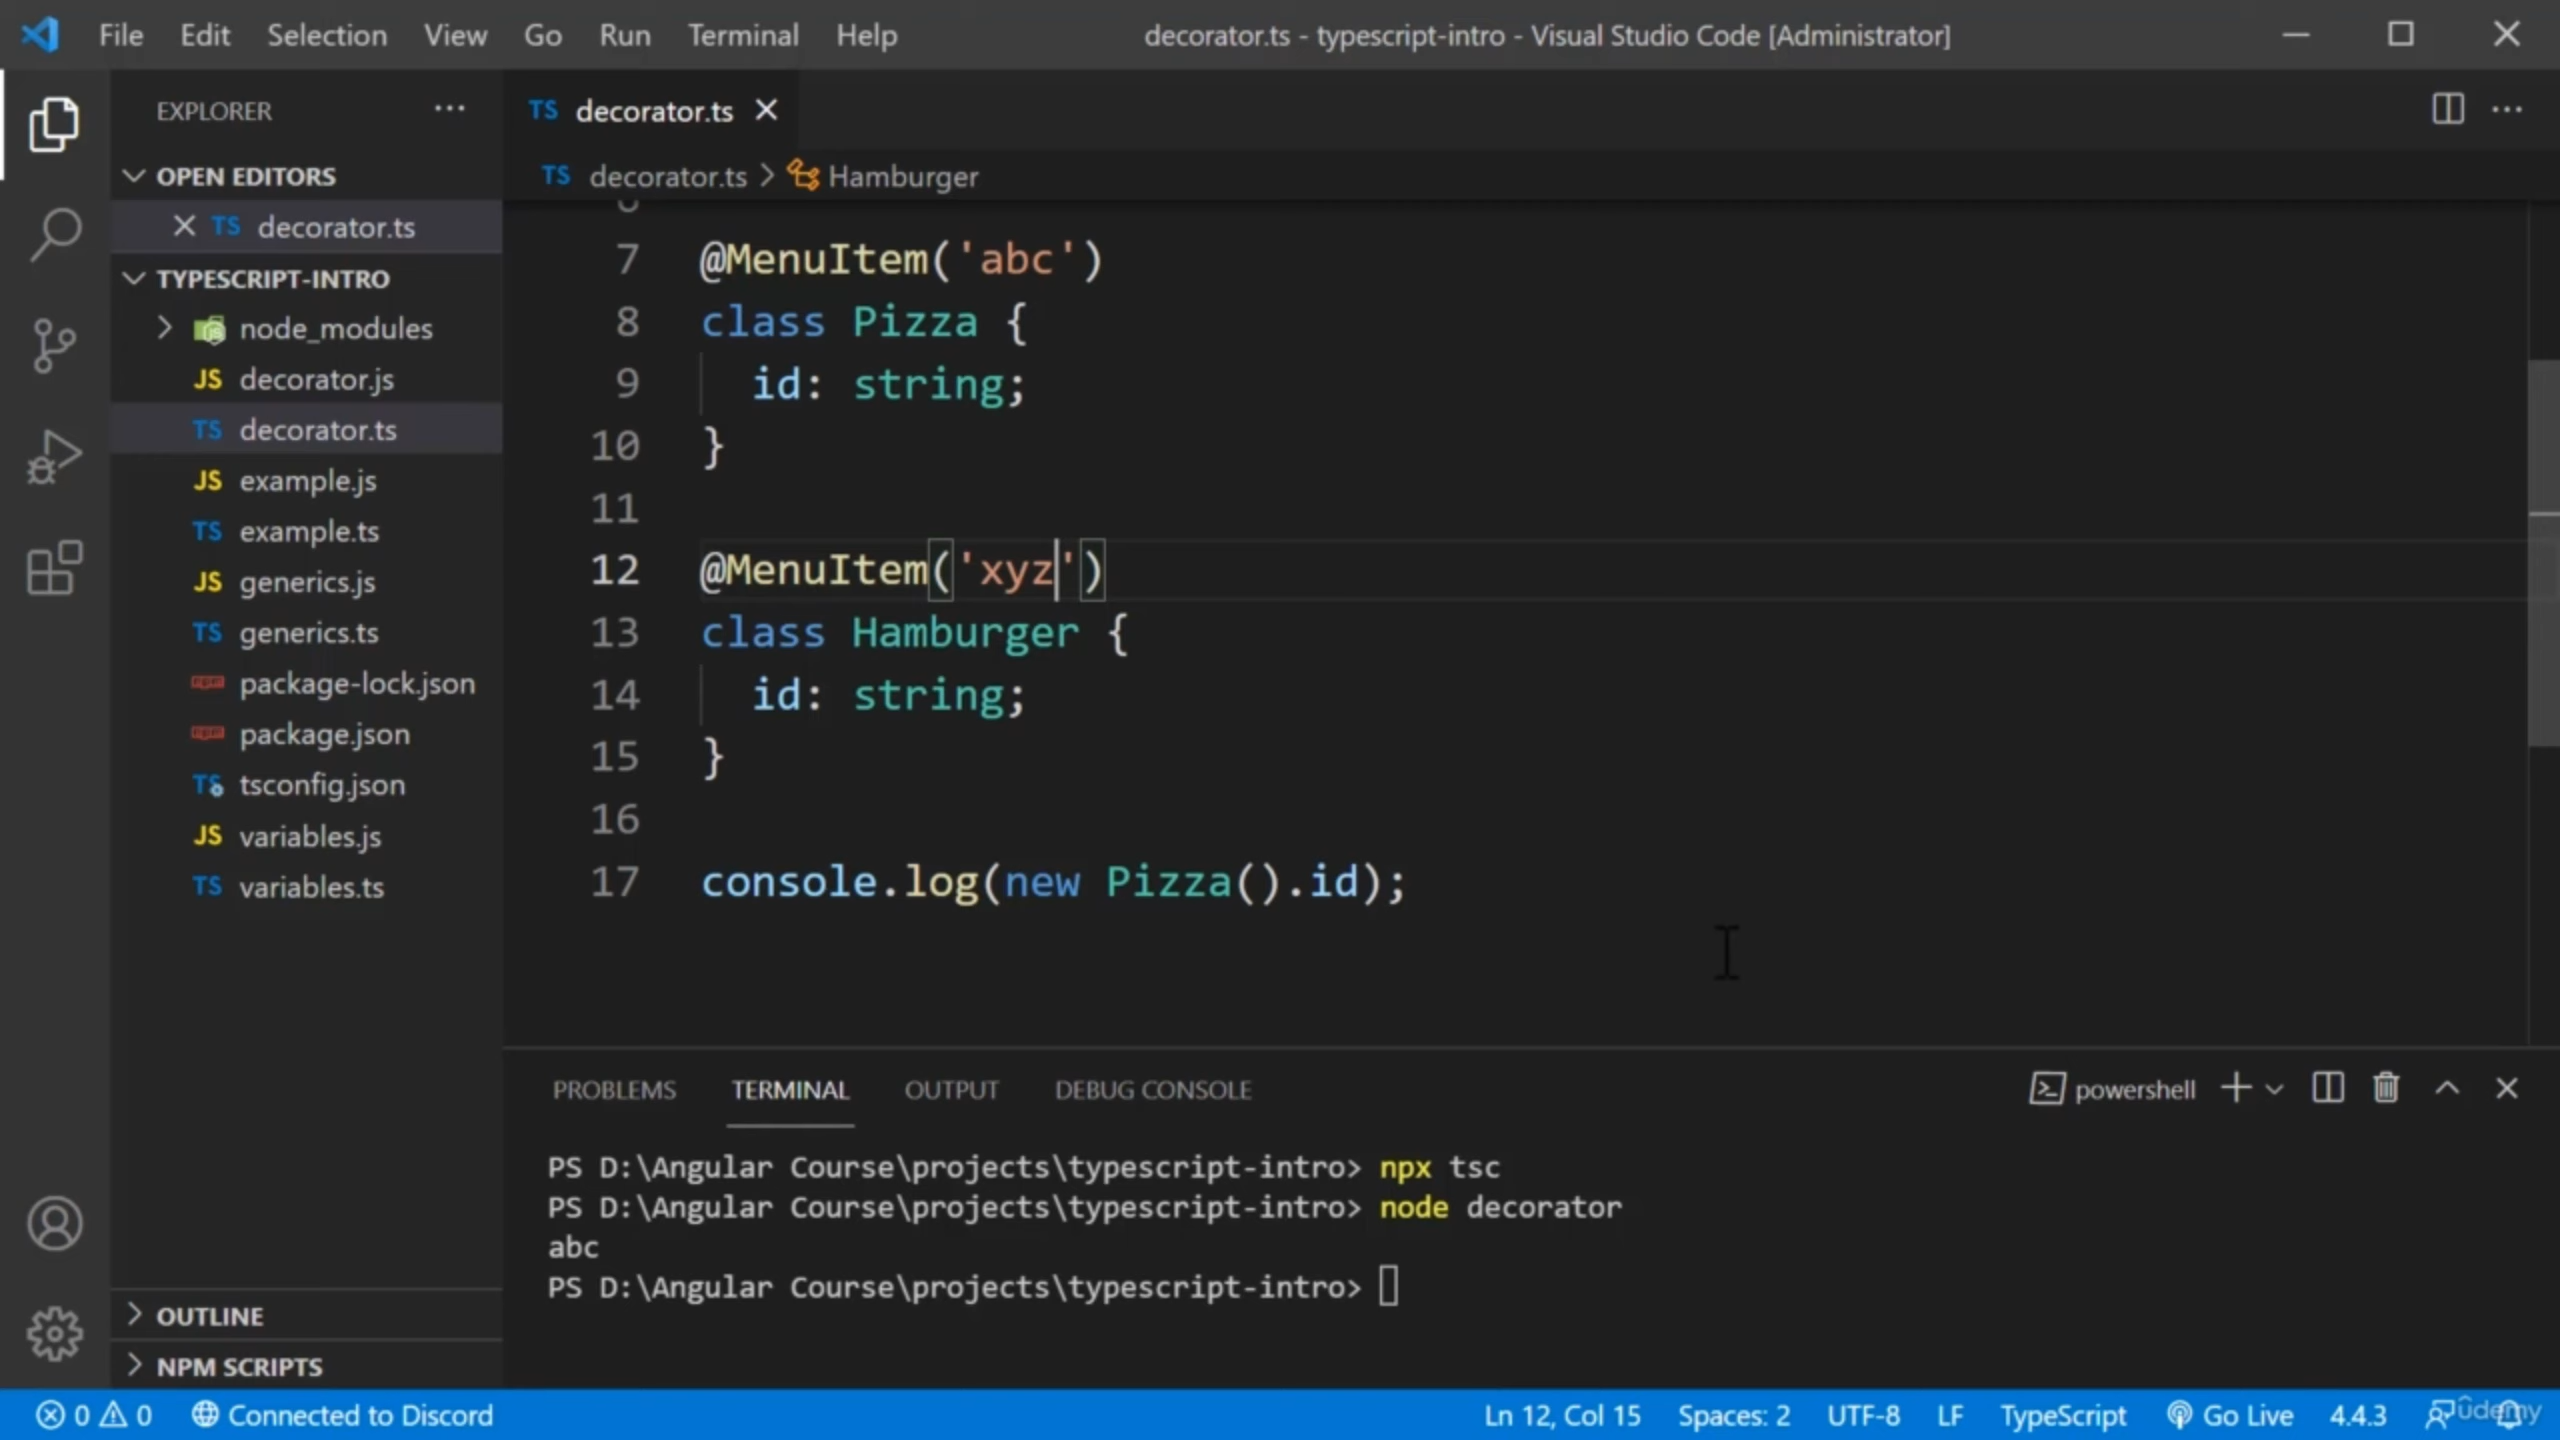 File Edit Selection View Go Run Terminal Help decorator.ts - typescript-intro - Visual Studio Code [Administrator]
EXPLORER
OPEN EDITORS
TS decorator.ts
TYPESCRIPT-INTRO
node_modules
JS decorator.js
TS decorator.ts
JS example.js
TS example.ts
JS generics.js
TS generics.ts
package-lock.json
package.json
TS tsconfig.json
JS variables.js
TS variables.ts
OUTLINE
NPM SCRIPTS
TS decorator.ts
TS decorator.ts > Hamburger
7 @MenuItem('abc')
8 class Pizza {
9 id: string;
10 }
11
12 @MenuItem('xyz')
13 class Hamburger {
14 id: string;
15 }
16
17 console.log(new Pizza().id);
PROBLEMS TERMINAL OUTPUT DEBUG CONSOLE powershell
PS D:\Angular Course\projects\typescript-intro> npx tsc
PS D:\Angular Course\projects\typescript-intro> node decorator
abc
PS D:\Angular Course\projects\typescript-intro>
0 0 Connected to Discord Ln 12, Col 15 Spaces: 2 UTF-8 LF TypeScript Go Live 4.4.3
ûdemy